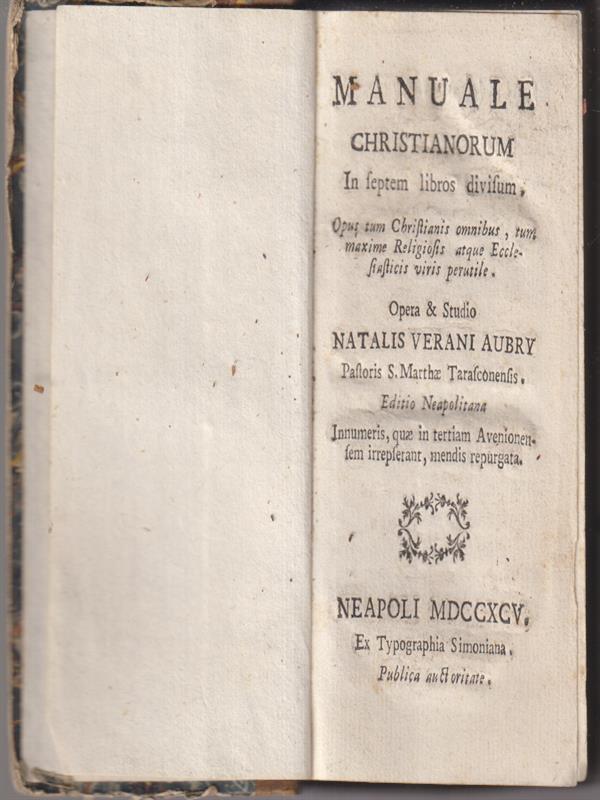 MANUALE
CHRISTIANORUM
In ſeptem libros diviſum.
Opus tum Chriſtianis omnibus, tum
maxime Religioſis atque Eccle-
ſiaſticis viris perutile.
Opera & Studio
NATALIS VERANI AUBRY
Paſtoris S. Marthæ Taraſconenſis.
Editio Neapolitana
Innumeris, quæ in tertiam Avenionen-
ſem irrepſerant, mendis repurgata.
NEAPOLI MDCCXCV.
Ex Typographia Simoniana.
Publica auctoritate.